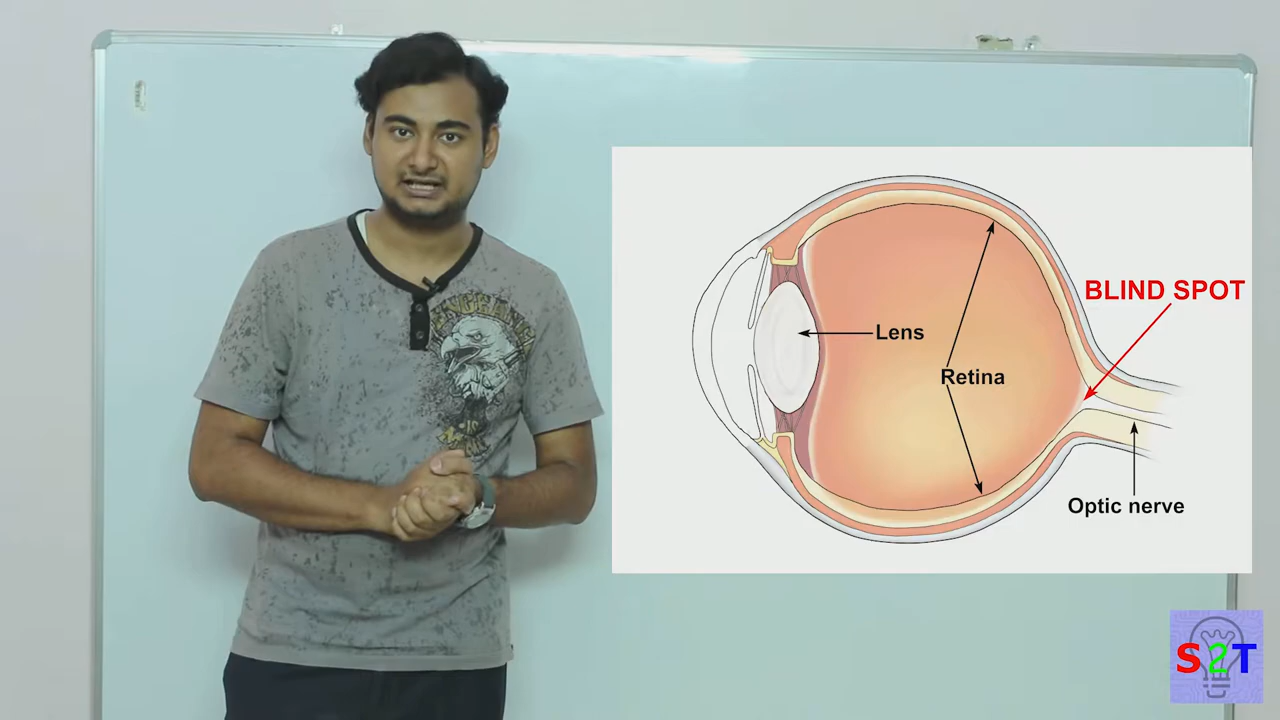 BLIND SPOT
Lens
Retina
Optic nerve
S2T